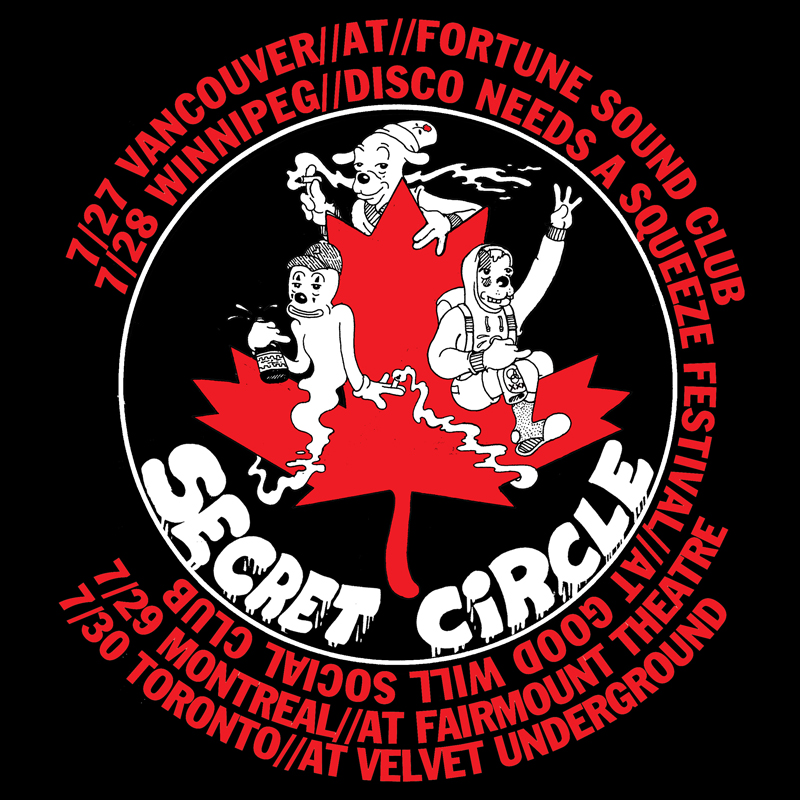 7/27 VANCOUVER//AT//FORTUNE SOUND CLUB
7/28 WINNIPEG//DISCO NEEDS A SQUEEZE FESTIVAL//AT GOOD WILL SOCIAL CLUB
SECRET CiRCLE
7/29 MONTREAL//AT FAIRMOUNT THEATRE
7/30 TORONTO//AT VELVET UNDERGROUND